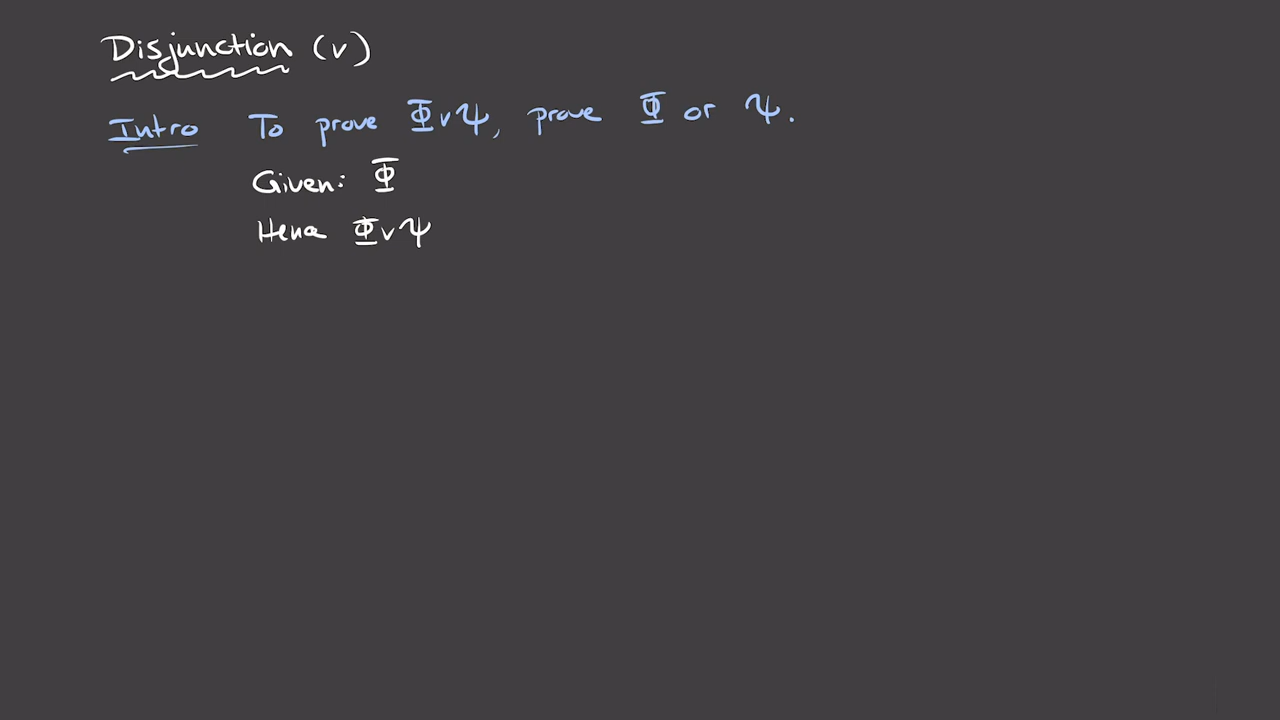 Disjunction (∨)
Intro To prove Φ∨Ψ, prove Φ or Ψ.
Given: Φ
Hence Φ∨Ψ